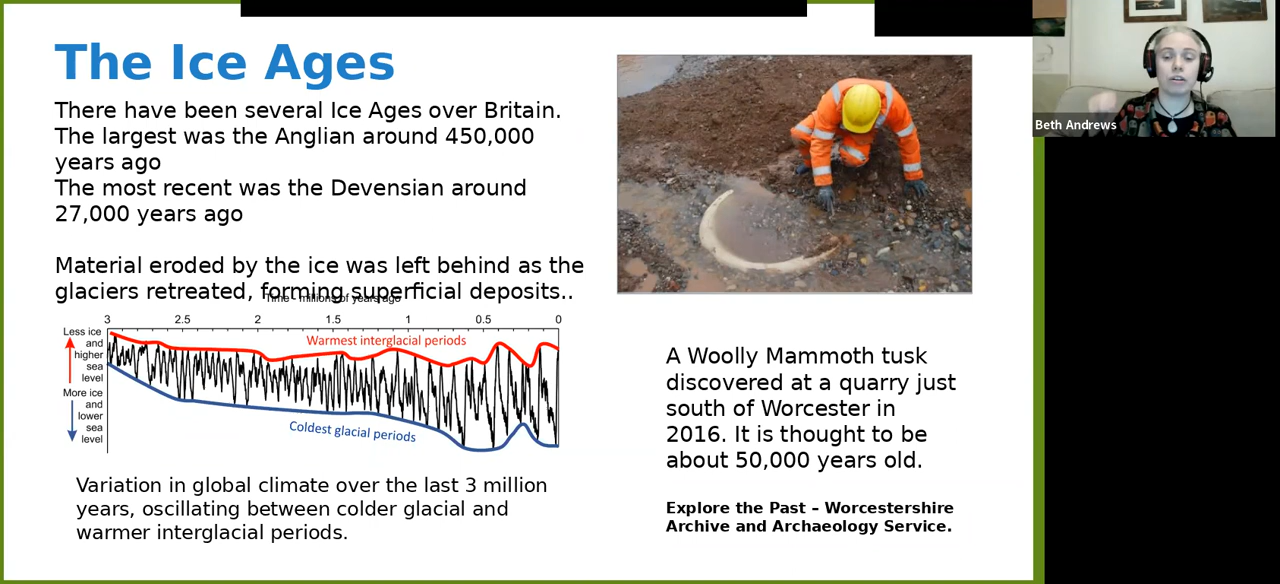 The Ice Ages
There have been several Ice Ages over Britain.
The largest was the Anglian around 450,000
years ago
The most recent was the Devensian around
27,000 years ago
Material eroded by the ice was left behind as the
glaciers retreated, forming superficial deposits..
Time - millions of years ago
3 2.5 2 1.5 1 0.5 0
Less ice
and
higher
sea
level
More ice
and
lower
sea
level
Warmest interglacial periods
Coldest glacial periods
Variation in global climate over the last 3 million
years, oscillating between colder glacial and
warmer interglacial periods.
A Woolly Mammoth tusk
discovered at a quarry just
south of Worcester in
2016. It is thought to be
about 50,000 years old.
Explore the Past – Worcestershire
Archive and Archaeology Service.
Beth Andrews